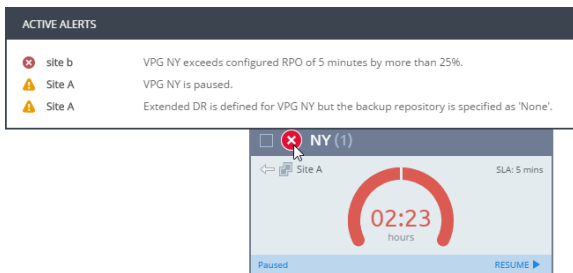 ACTIVE ALERTS
site b VPG NY exceeds configured RPO of 5 minutes by more than 25%.
Site A VPG NY is paused.
Site A Extended DR is defined for VPG NY but the backup repository is specified as 'None'.
NY (1)
Site A SLA: 5 mins
02:23
hours
Paused RESUME